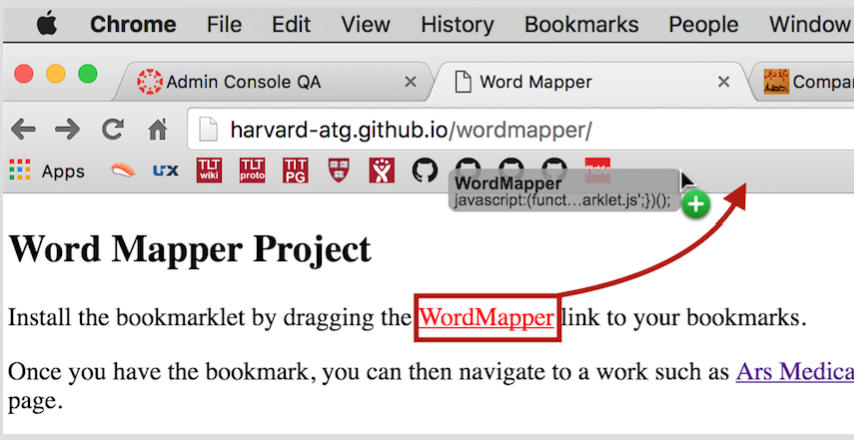 Chrome File Edit View History Bookmarks People Window
Admin Console QA Word Mapper Compar
harvard-atg.github.io/wordmapper/
Apps UX TLT wiki TLT proto TLT PG
WordMapper
javascript:(funct…arklet.js';})();
Word Mapper Project
Install the bookmarklet by dragging the WordMapper link to your bookmarks.
Once you have the bookmark, you can then navigate to a work such as Ars Medica
page.